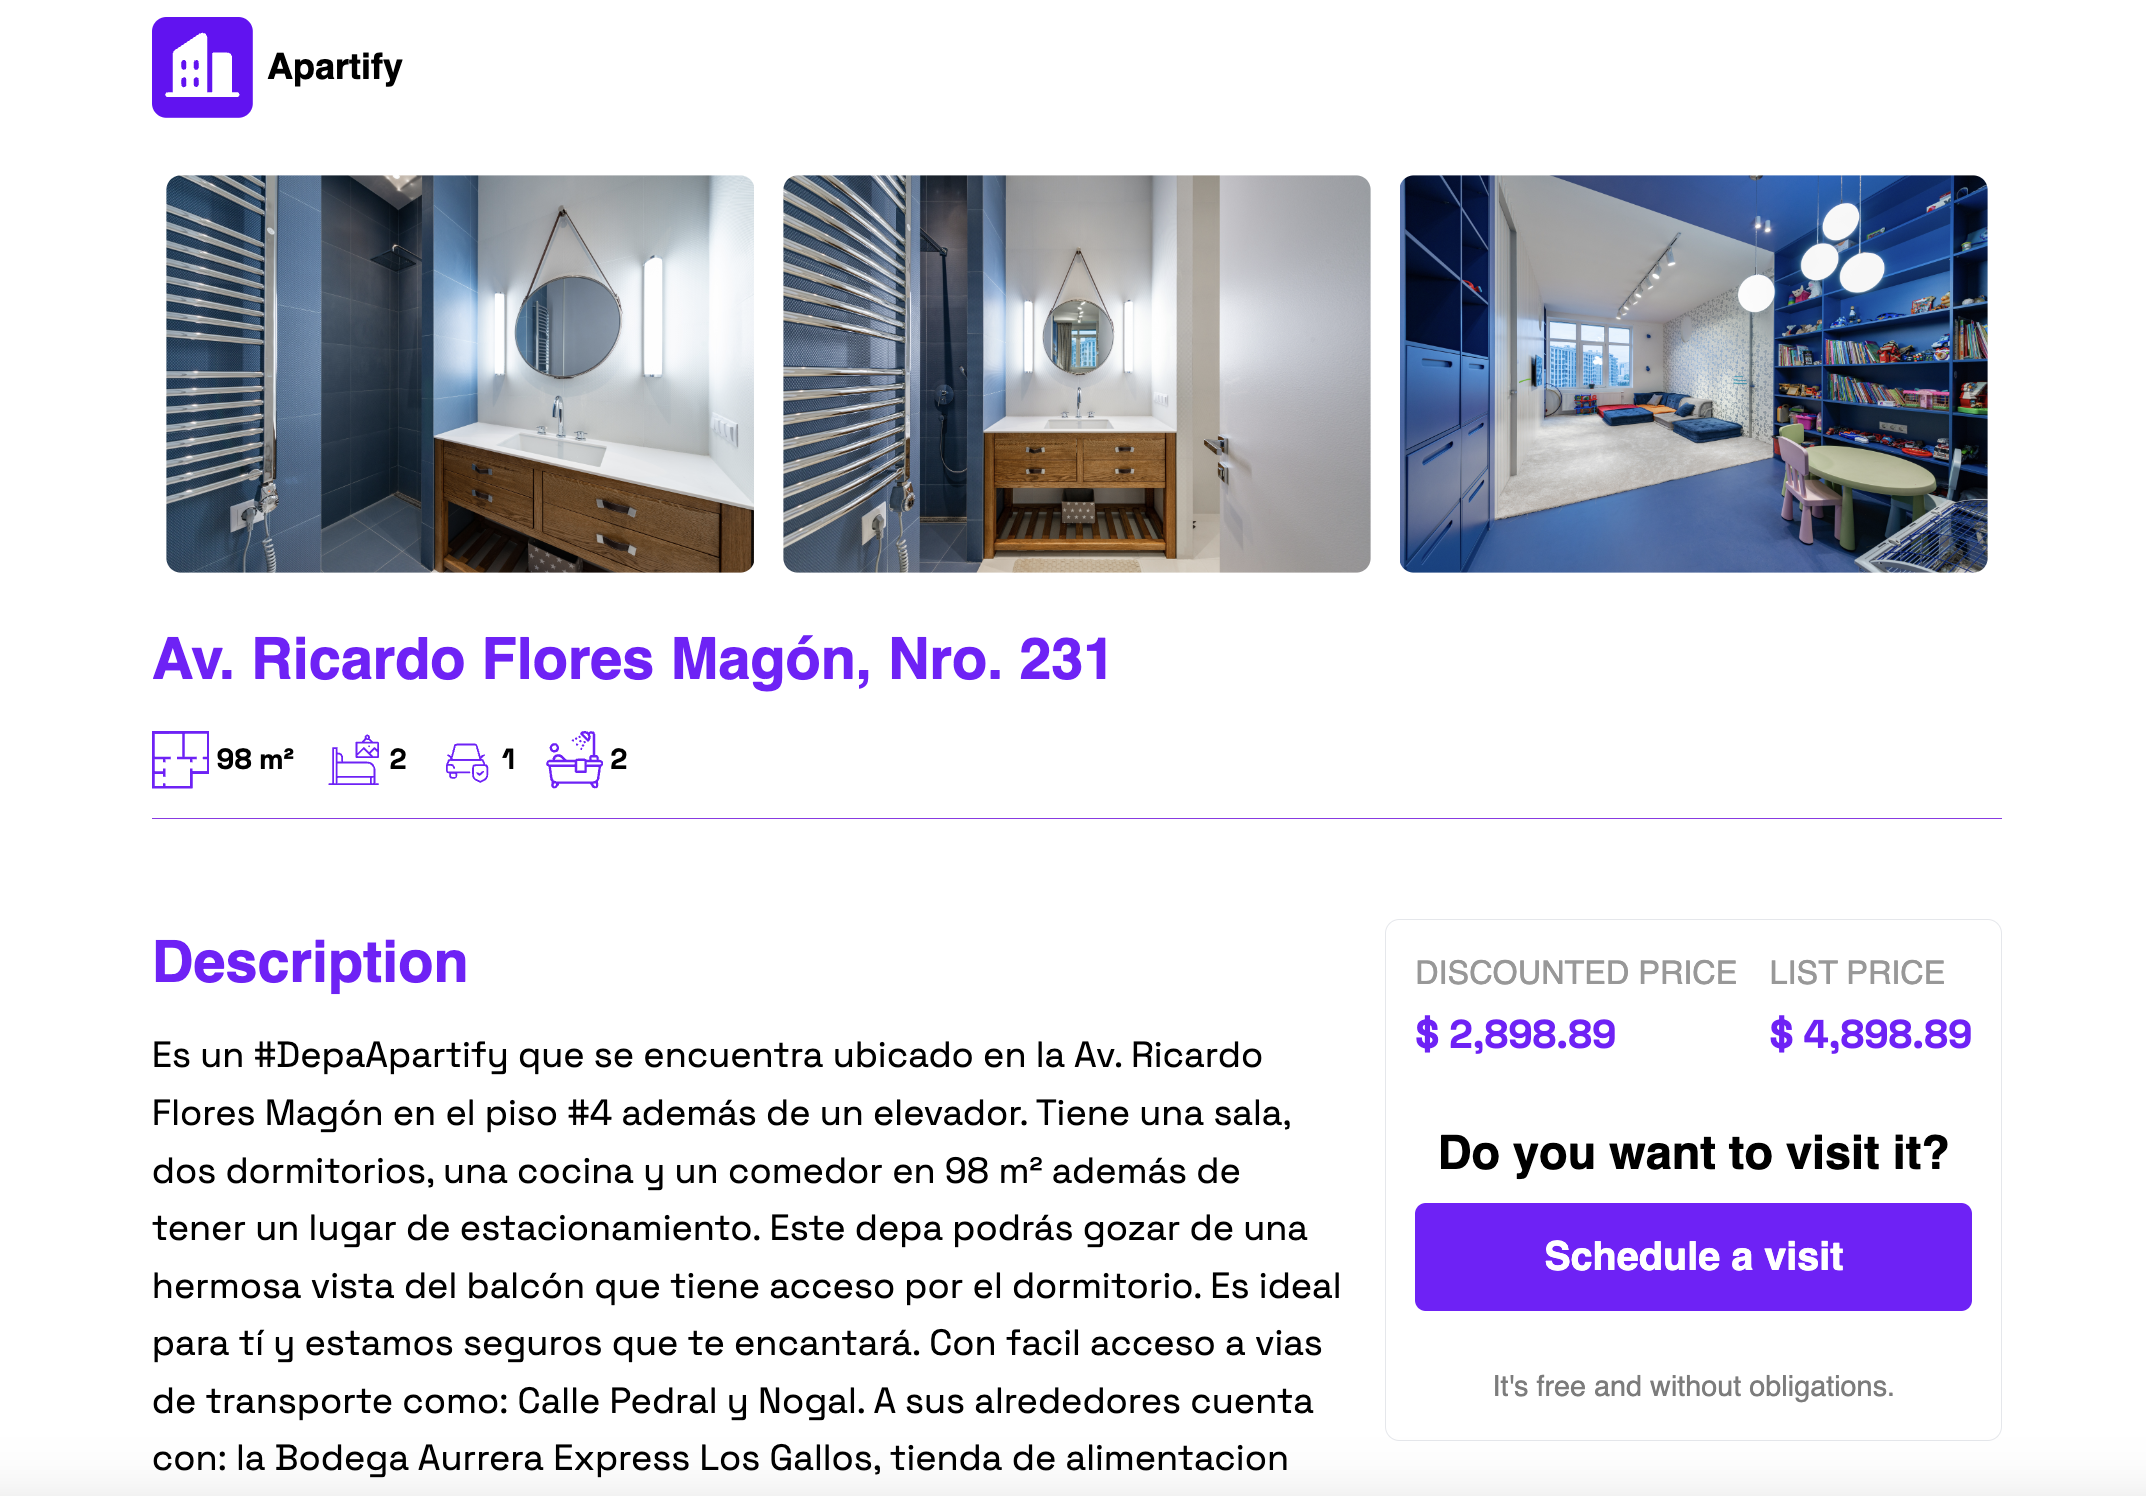 Apartify
Av. Ricardo Flores Magón, Nro. 231
98 m² 2 1 2
Description
Es un #DepaApartify que se encuentra ubicado en la Av. Ricardo
Flores Magón en el piso #4 además de un elevador. Tiene una sala,
dos dormitorios, una cocina y un comedor en 98 m² además de
tener un lugar de estacionamiento. Este depa podrás gozar de una
hermosa vista del balcón que tiene acceso por el dormitorio. Es ideal
para tí y estamos seguros que te encantará. Con facil acceso a vias
de transporte como: Calle Pedral y Nogal. A sus alrededores cuenta
con: la Bodega Aurrera Express Los Gallos, tienda de alimentacion
DISCOUNTED PRICE LIST PRICE
$ 2,898.89 $ 4,898.89
Do you want to visit it?
Schedule a visit
It's free and without obligations.